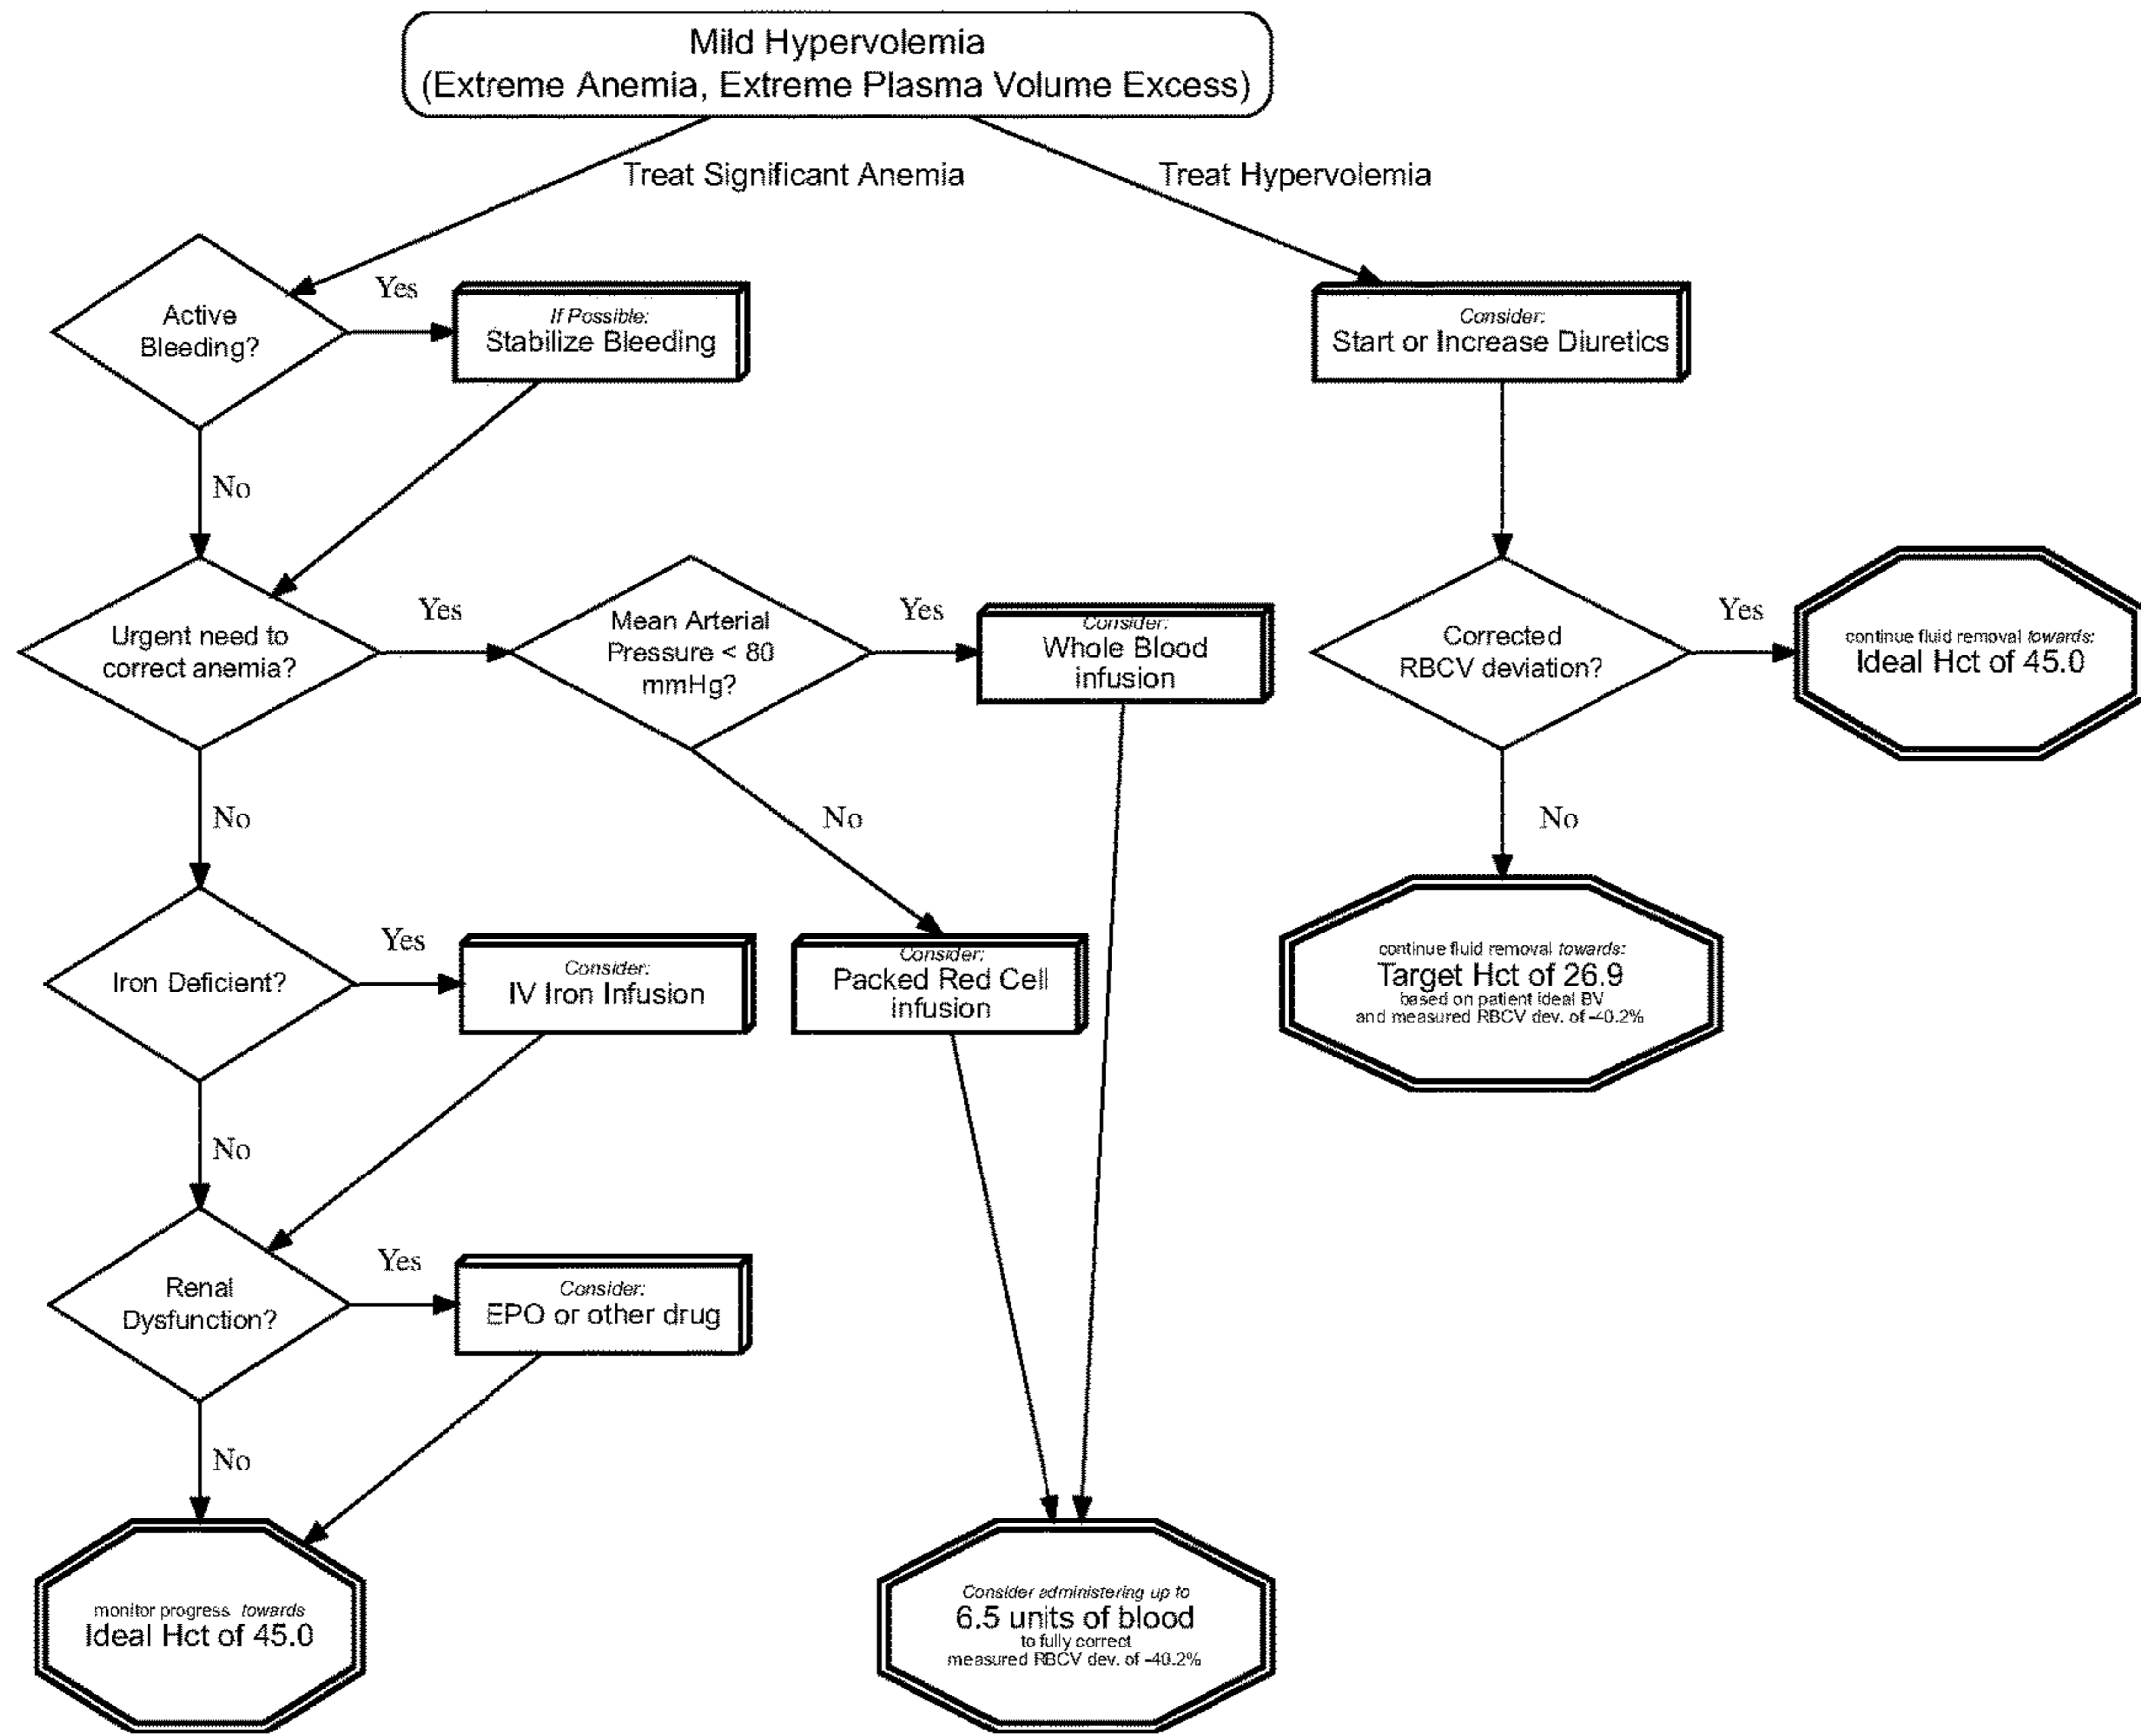 Mild Hypervolemia
(Extreme Anemia, Extreme Plasma Volume Excess)
Treat Significant Anemia
Treat Hypervolemia
Active
Bleeding?
Yes
If Possible:
Stabilize Bleeding
Consider:
Start or Increase Diuretics
No
Urgent need to
correct anemia?
Yes
Mean Arterial
Pressure < 80
mmHg?
Yes
Consider:
Whole Blood
infusion
Corrected
RBCV deviation?
Yes
continue fluid removal towards:
Ideal Hct of 45.0
No
No
No
Iron Deficient?
Yes
Consider:
IV Iron Infusion
Consider:
Packed Red Cell
infusion
continue fluid removal towards:
Target Hct of 26.9
based on patient ideal BV
and measured RBCV dev. of -40.2%
No
Renal
Dysfunction?
Yes
Consider:
EPO or other drug
No
monitor progress towards
Ideal Hct of 45.0
Consider administering up to
6.5 units of blood
to fully correct
measured RBCV dev. of -40.2%